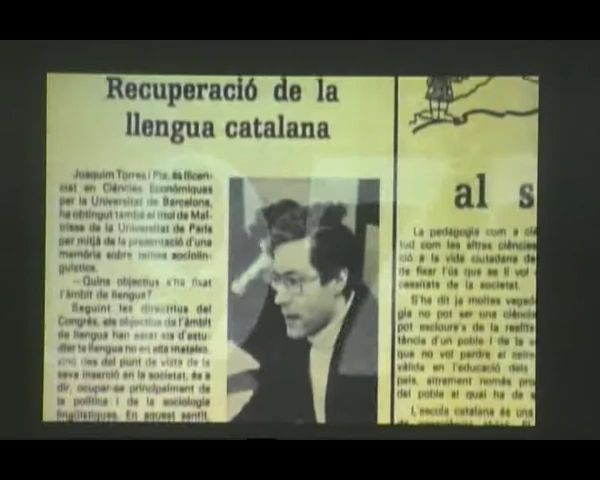 Recuperació de la
llengua catalana
Joaquim Torres i Pla, és llicen-
ciat en Ciències Econòmiques
per la Universitat de Barcelona,
ha obtingut també el títol de Maî-
trisse de la Universitat de París
per mitjà de la presentació d'una
memòria sobre temes sociolin-
güístics.
—Quins objectius s'ha fixat
l'àmbit de llengua?
Seguint les directrius del
Congrés, els objectius de l'àmbit
de llengua han estat els d'estu-
diar la llengua no en ella mateixa,
sinó des del punt de vista de la
seva inserció en la societat, és a
dir, ocupar-se principalment de
la política i de la sociologia
lingüístiques. En aquest sentit,
al s
La pedagogia com a cié
tud com les altres ciències
ció a la vida ciutadana de
de fixar l'ús que se li vol
cessitats de la societat.
S'ha dit ja moltes vegad
gia no pot ser una ciència
pot escloure's de la realita
tència d'un poble i de la
que no vol perdre el
vàlida en l'educació dels
pels, altrament només pro
del poble al qual ha de s
L'escola catalana és una